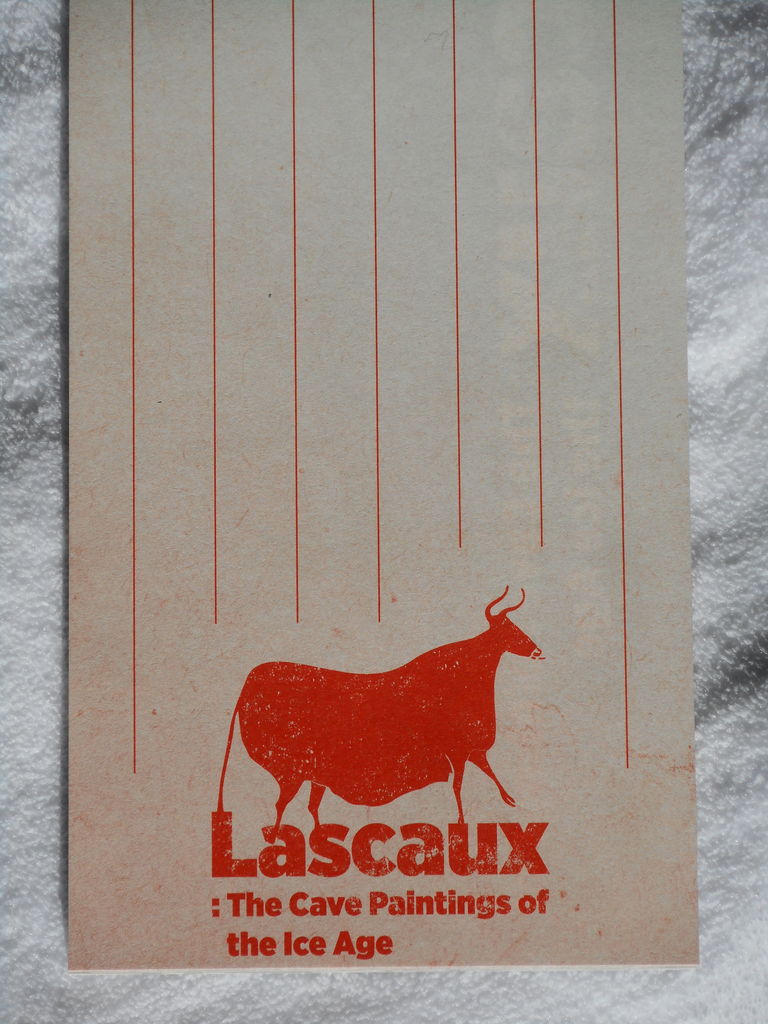 Lascaux
: The Cave Paintings of
the Ice Age